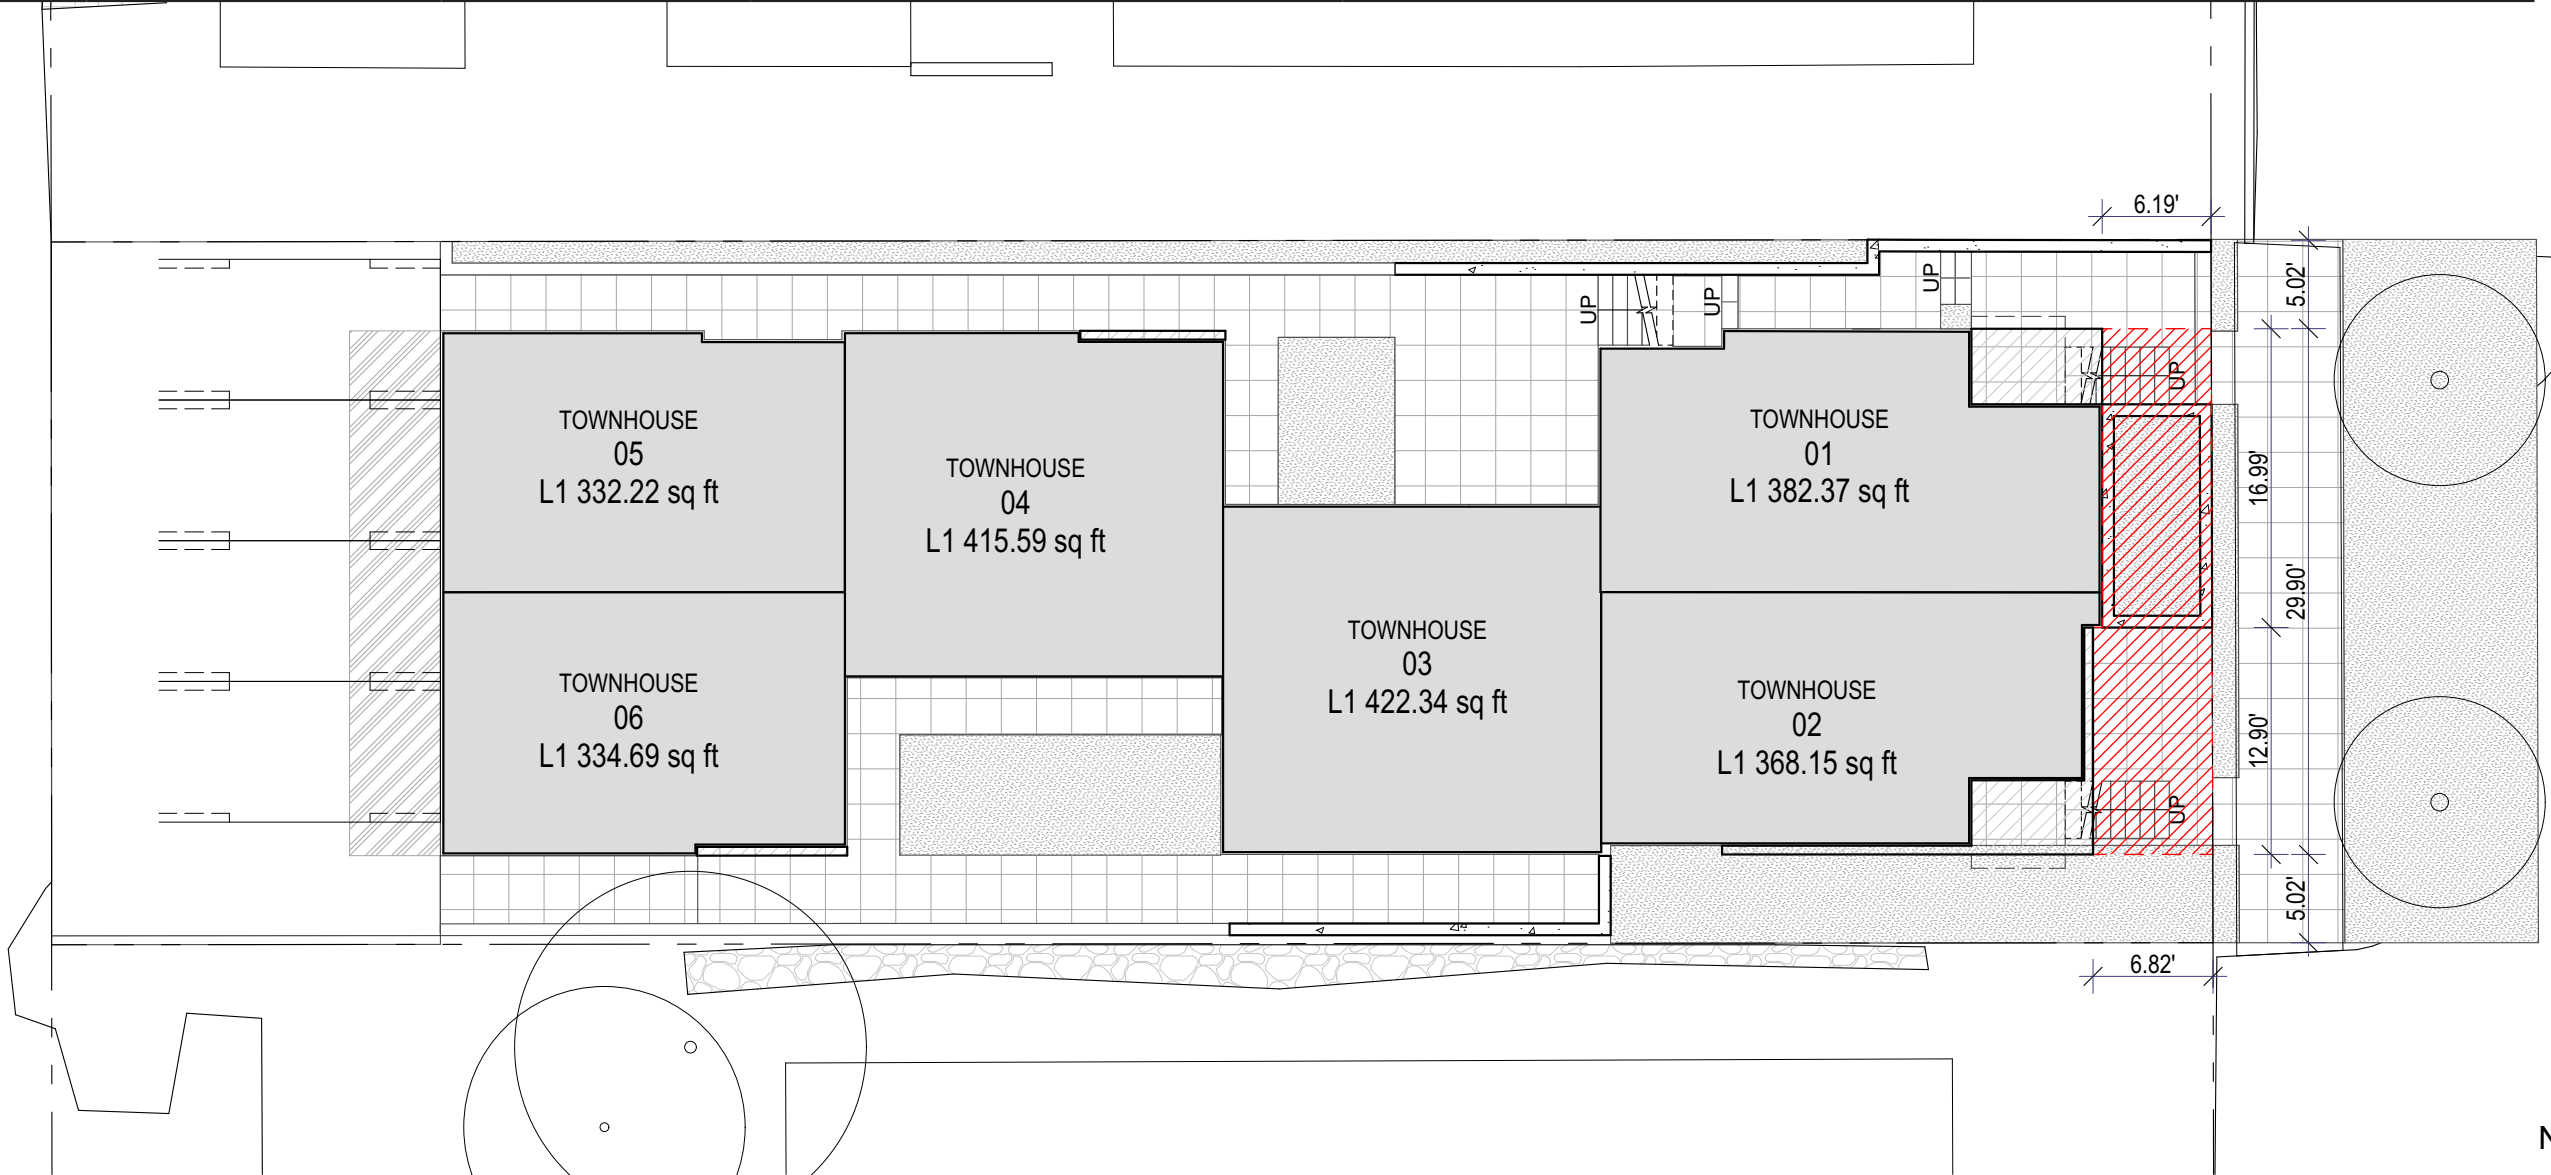 6.19'
UP
UP
UP
5.02'
UP
TOWNHOUSE
05
L1 332.22 sq ft
TOWNHOUSE
04
L1 415.59 sq ft
TOWNHOUSE
01
L1 382.37 sq ft
16.99'
29.90'
TOWNHOUSE
03
L1 422.34 sq ft
TOWNHOUSE
06
L1 334.69 sq ft
TOWNHOUSE
02
L1 368.15 sq ft
12.90'
UP
5.02'
6.82'
N